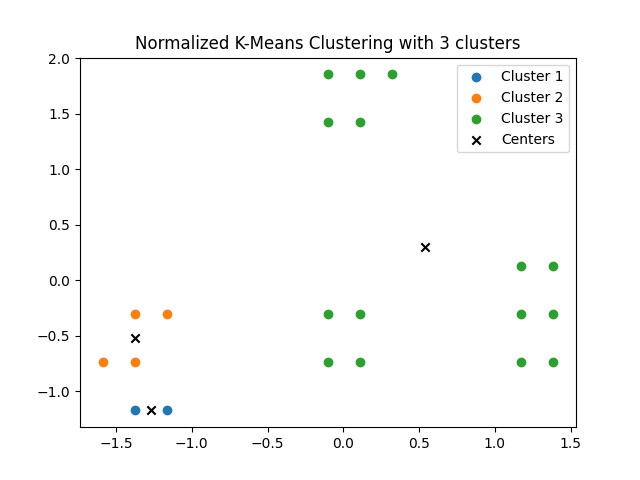 Normalized K-Means Clustering with 3 clusters
Cluster 1
Cluster 2
Cluster 3
Centers
2.0
1.5
1.0
0.5
0.0
−0.5
−1.0
−1.5
−1.0
−0.5
0.0
0.5
1.0
1.5